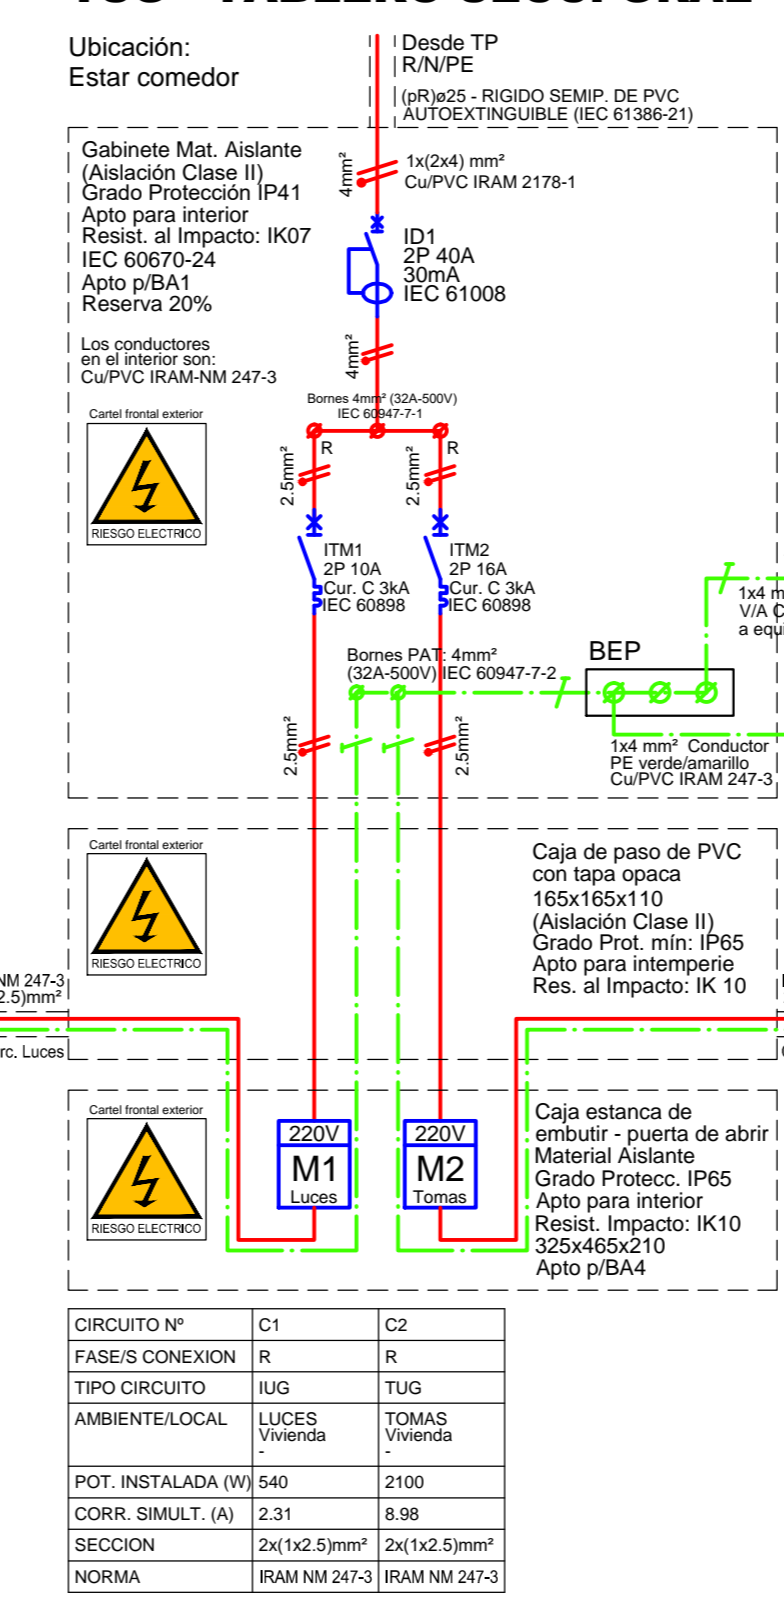 Ubicación:
Estar comedor
Desde TP
R/N/PE
(pR)ø25 - RIGIDO SEMIP. DE PVC
AUTOEXTINGUIBLE (IEC 61386-21)
Gabinete Mat. Aislante
(Aislación Clase II)
Grado Protección IP41
Apto para interior
Resist. al Impacto: IK07
IEC 60670-24
Apto p/BA1
Reserva 20%
4mm²
1x(2x4) mm²
Cu/PVC IRAM 2178-1
ID1
2P 40A
30mA
IEC 61008
Los conductores
en el interior son:
Cu/PVC IRAM-NM 247-3
4mm²
Bornes 4mm² (32A-500V)
IEC 60947-7-1
Cartel frontal exterior
RIESGO ELECTRICO
R
R
2.5mm²
2.5mm²
ITM1
2P 10A
Cur. C 3kA
IEC 60898
ITM2
2P 16A
Cur. C 3kA
IEC 60898
1x4 m
V/A C
a equi
Bornes PAT: 4mm²
(32A-500V) IEC 60947-7-2
BEP
2.5mm²
2.5mm²
1x4 mm² Conductor
PE verde/amarillo
Cu/PVC IRAM 247-3
Cartel frontal exterior
RIESGO ELECTRICO
Caja de paso de PVC
con tapa opaca
165x165x110
(Aislación Clase II)
Grado Prot. mín: IP65
Apto para intemperie
Res. al Impacto: IK 10
NM 247-3
2.5)mm²
rc. Luces
Cartel frontal exterior
RIESGO ELECTRICO
220V
M1
Luces
220V
M2
Tomas
Caja estanca de
embutir - puerta de abrir
Material Aislante
Grado Protecc. IP65
Apto para interior
Resist. Impacto: IK10
325x465x210
Apto p/BA4
CIRCUITO Nº C1 C2
FASE/S CONEXION R R
TIPO CIRCUITO IUG TUG
AMBIENTE/LOCAL LUCES TOMAS
Vivienda Vivienda
- -
POT. INSTALADA (W) 540 2100
CORR. SIMULT. (A) 2.31 8.98
SECCION 2x(1x2.5)mm² 2x(1x2.5)mm²
NORMA IRAM NM 247-3 IRAM NM 247-3